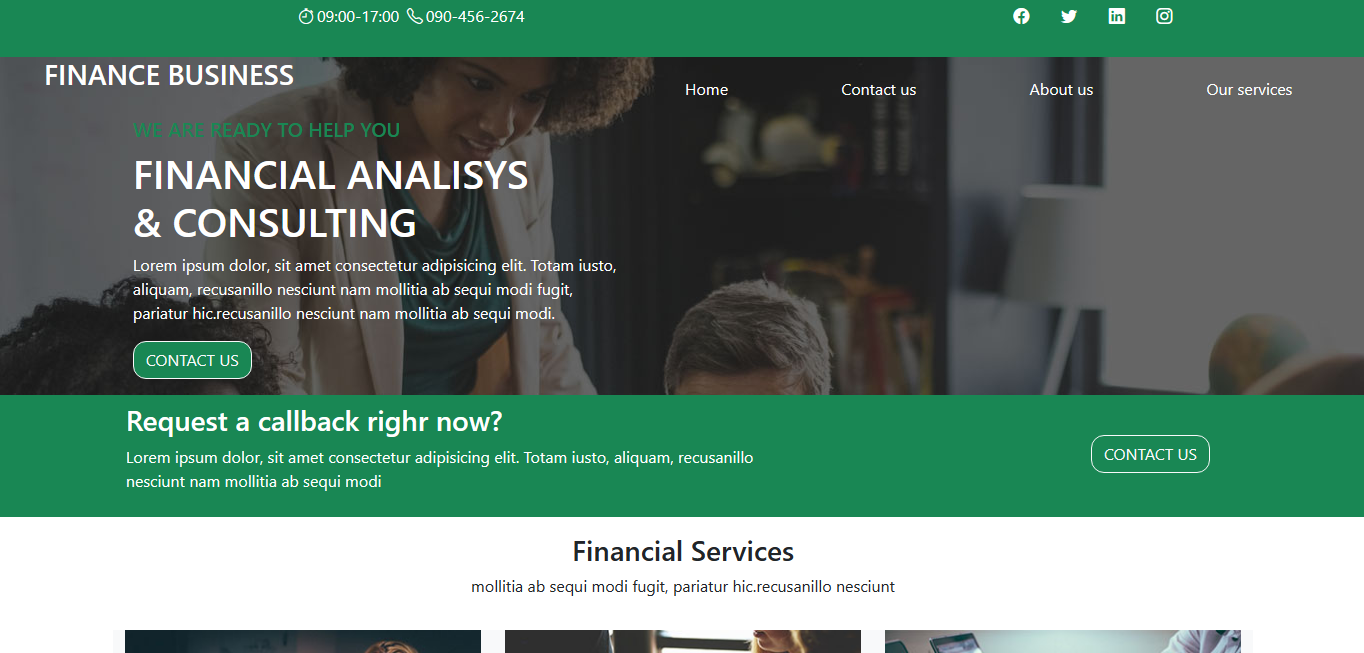 09:00-17:00 090-456-2674
FINANCE BUSINESS
Home Contact us About us Our services
WE ARE READY TO HELP YOU
FINANCIAL ANALISYS
& CONSULTING
Lorem ipsum dolor, sit amet consectetur adipisicing elit. Totam iusto,
aliquam, recusanillo nesciunt nam mollitia ab sequi modi fugit,
pariatur hic.recusanillo nesciunt nam mollitia ab sequi modi.
CONTACT US
Request a callback righr now?
Lorem ipsum dolor, sit amet consectetur adipisicing elit. Totam iusto, aliquam, recusanillo
nesciunt nam mollitia ab sequi modi
CONTACT US
Financial Services
mollitia ab sequi modi fugit, pariatur hic.recusanillo nesciunt